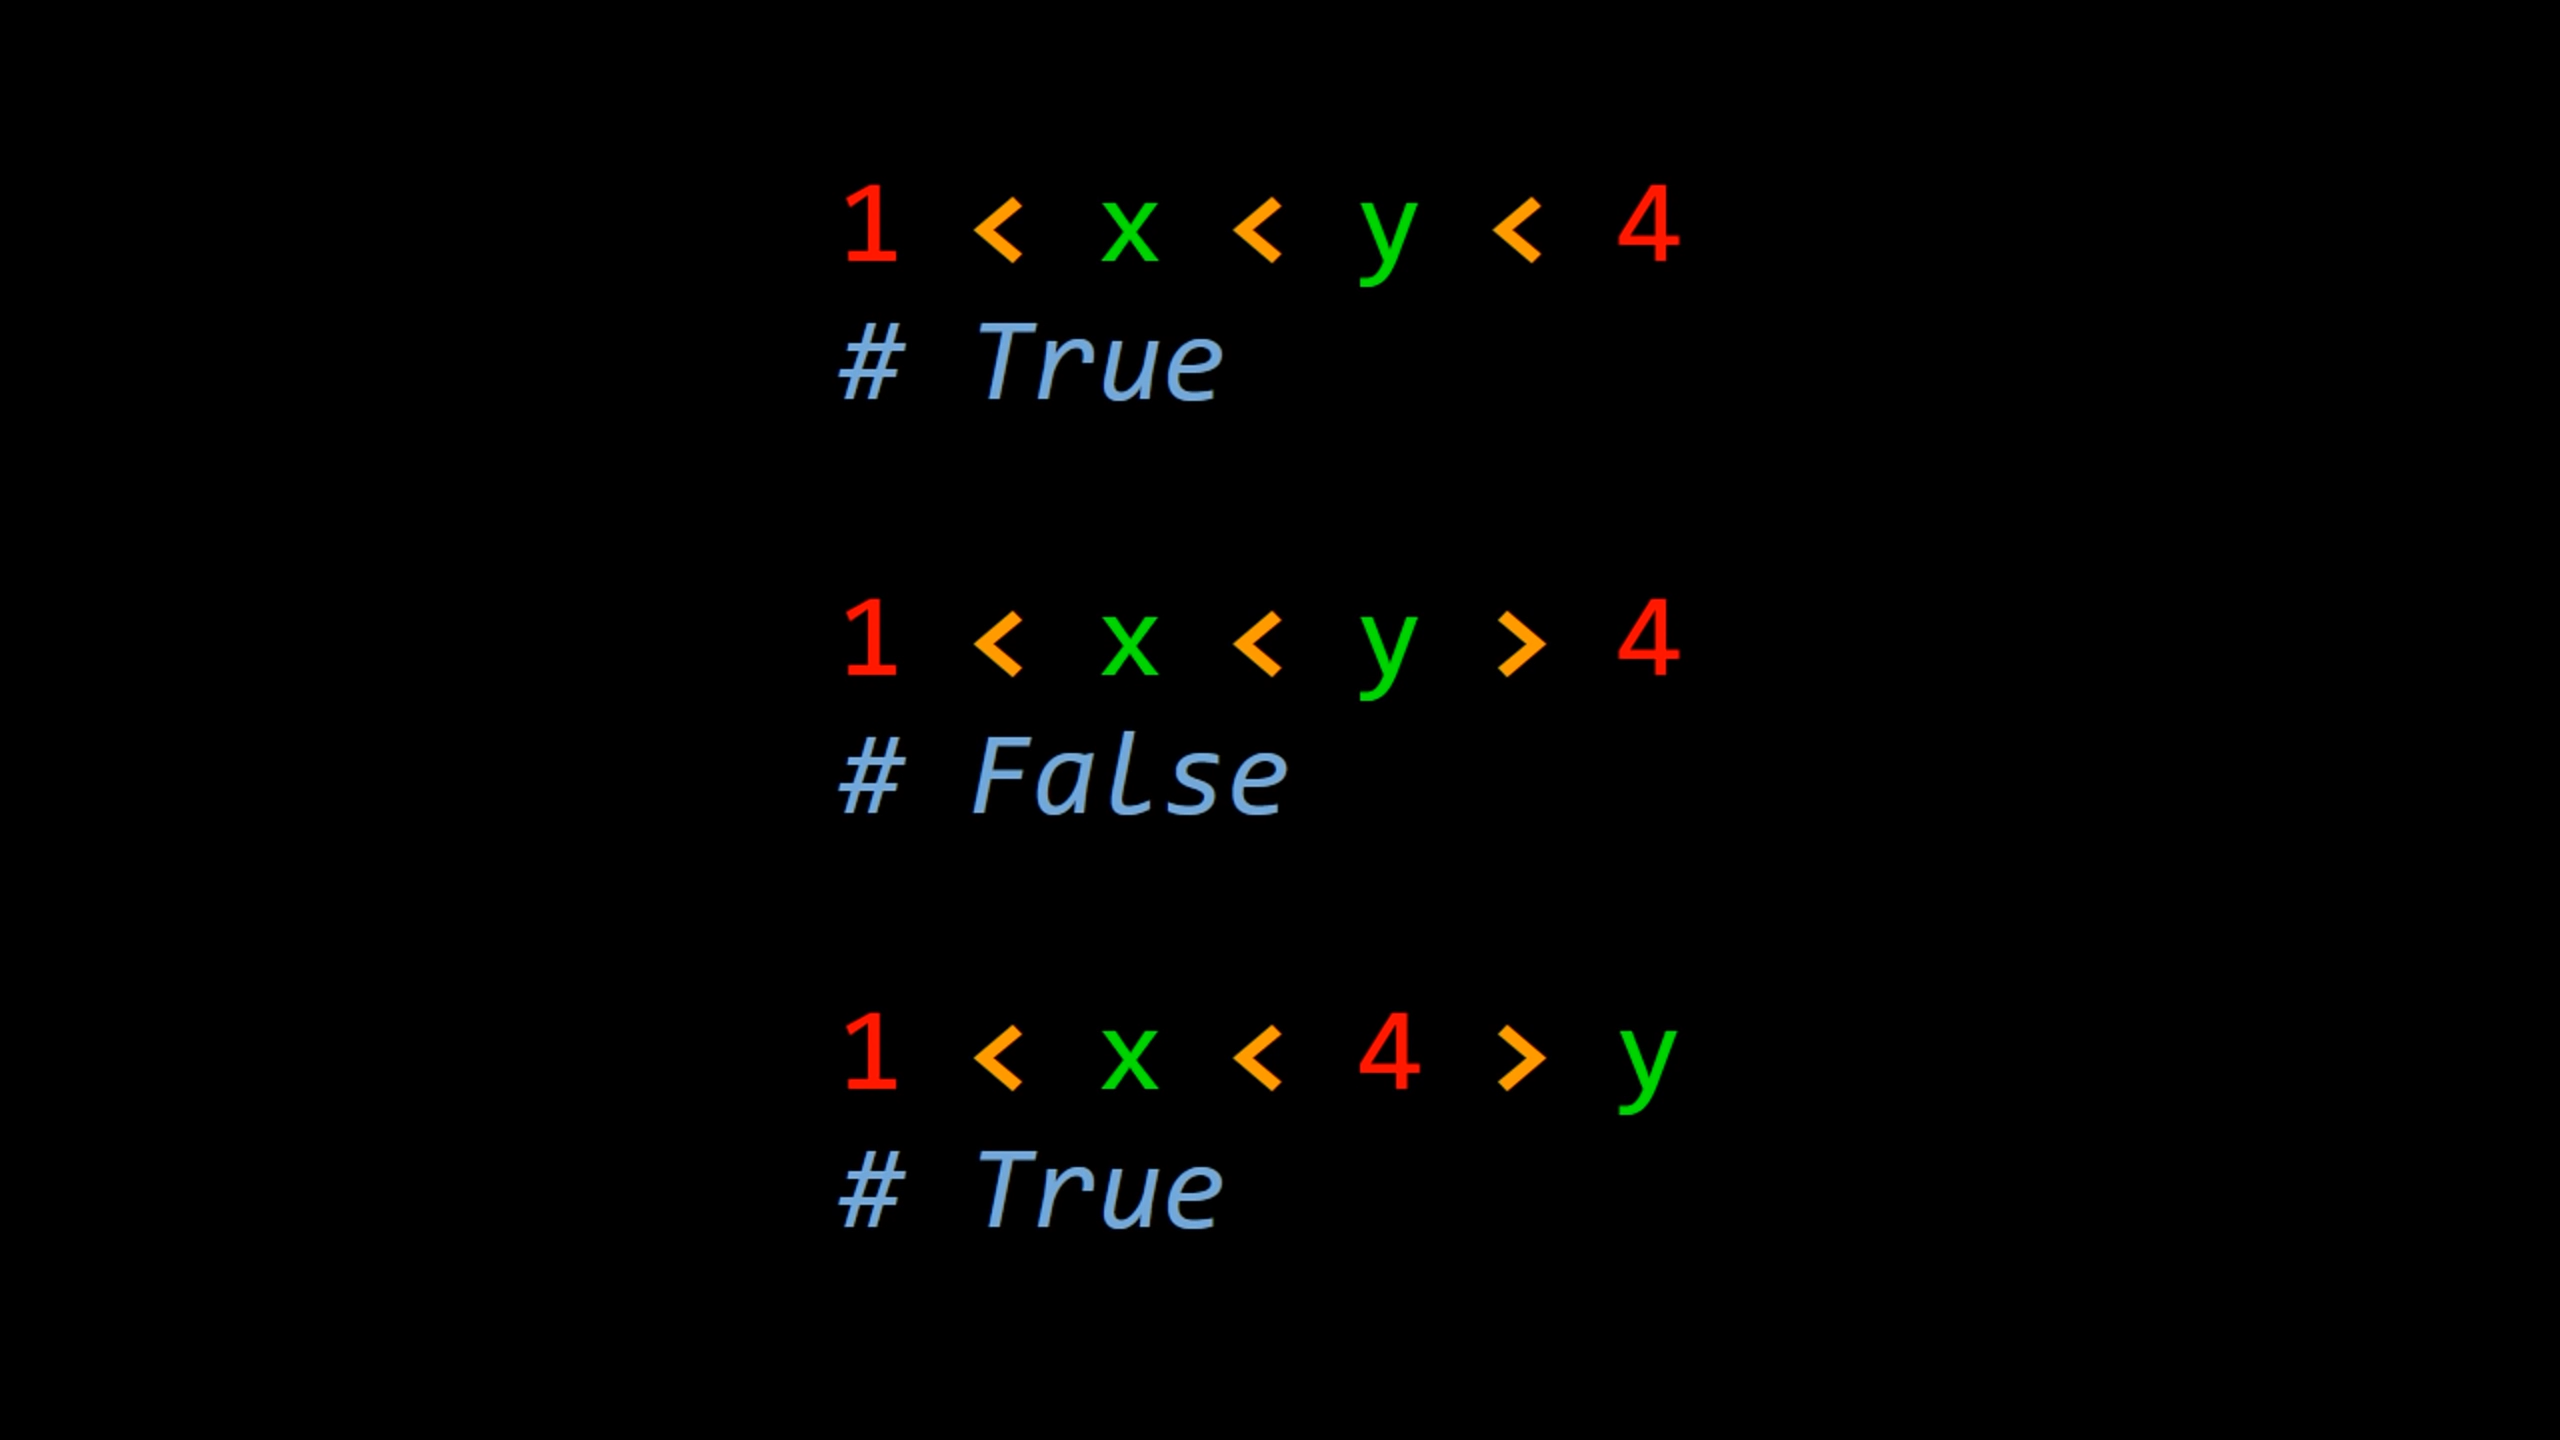 1 < x < y < 4
# True
1 < x < y > 4
# False
1 < x < 4 > y
# True